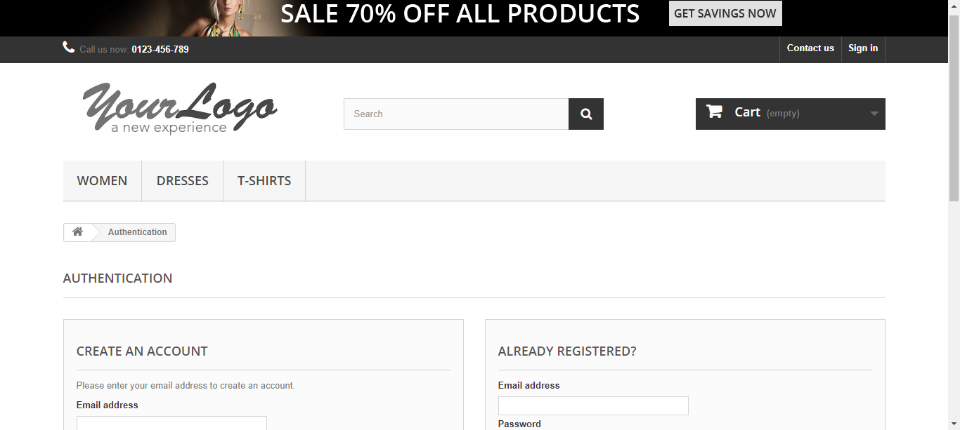 SALE 70% OFF ALL PRODUCTS GET SAVINGS NOW
Call us now: 0123-456-789 Contact us Sign in
YourLogo
a new experience
Search
Cart (empty)
WOMEN DRESSES T-SHIRTS
Authentication
AUTHENTICATION
CREATE AN ACCOUNT
Please enter your email address to create an account.
Email address
ALREADY REGISTERED?
Email address
Password